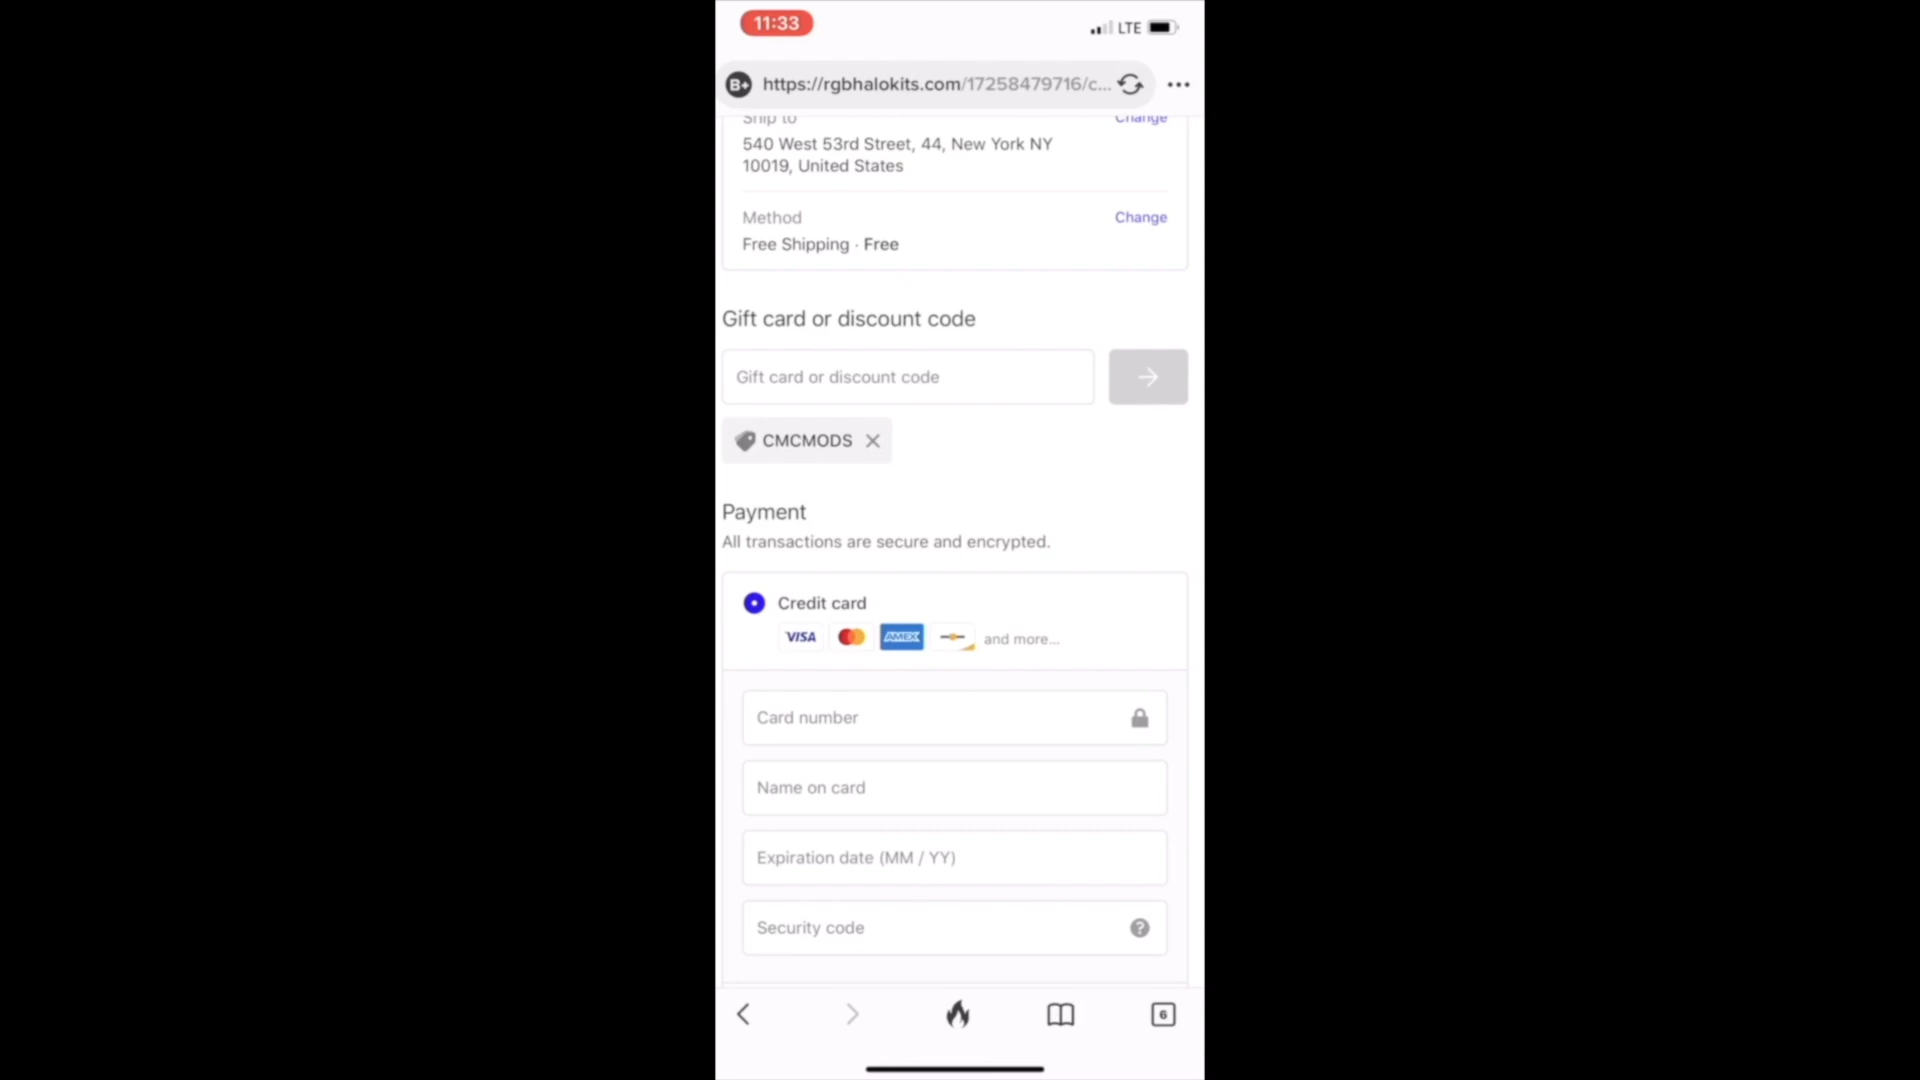 11:33
LTE
B+ https://rgbhalokits.com/17258479716/c...
Ship to Change
540 West 53rd Street, 44, New York NY
10019, United States
Method Change
Free Shipping · Free
Gift card or discount code
Gift card or discount code
CMCMODS
Payment
All transactions are secure and encrypted.
Credit card
VISA AMEX and more...
Card number
Name on card
Expiration date (MM / YY)
Security code ?
6